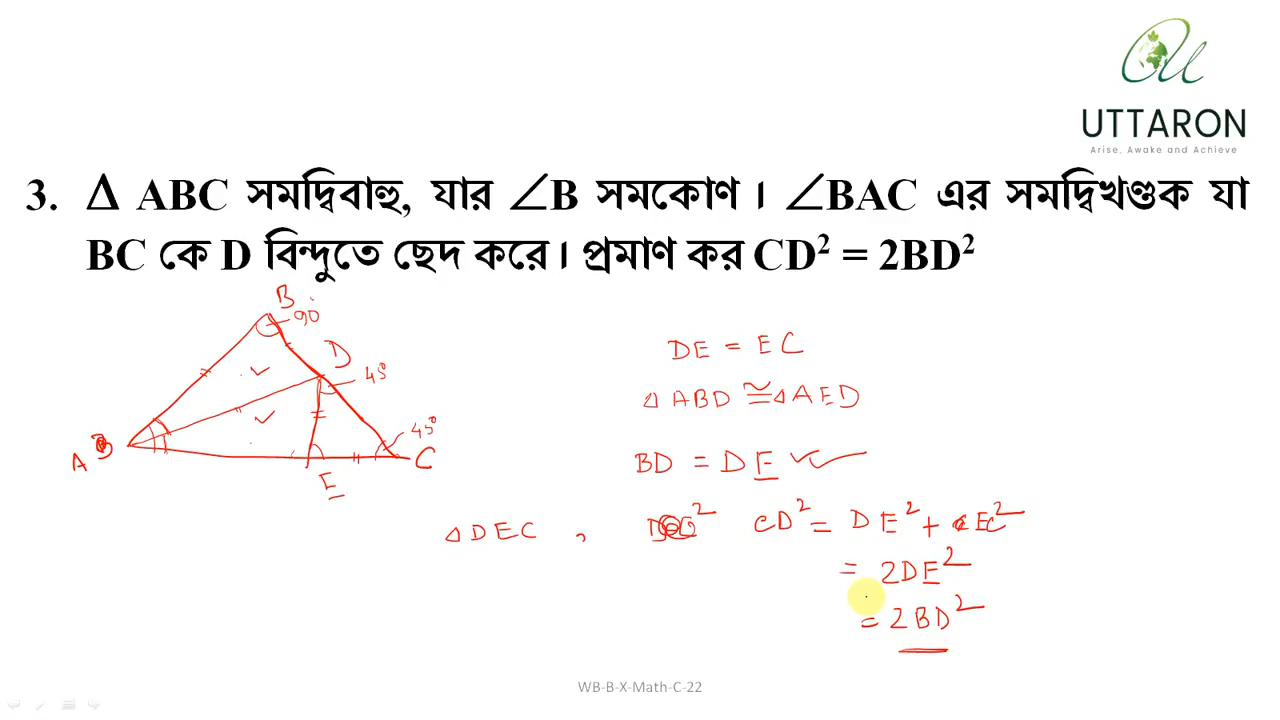 UTTARON
Arise, Awake and Achieve
3. Δ ABC সমদ্বিবাহু, যার ∠B সমকোণ । ∠BAC এর সমদ্বিখণ্ডক যা
BC কে D বিন্দুতে ছেদ করে। প্রমাণ কর CD² = 2BD²
B
90°
D
45°
45°
A
C
E
DE = EC
Δ ABD ≅ Δ AED
BD = DE
Δ DEC , CD² = DE² + EC²
= 2DE²
= 2BD²
WB-B-X-Math-C-22